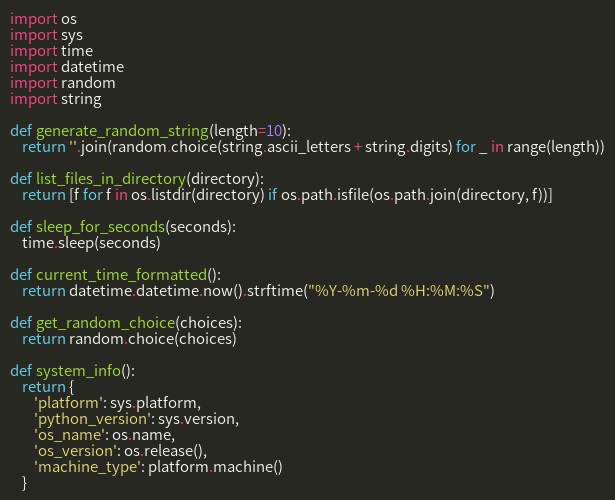 import os
import sys
import time
import datetime
import random
import string

def generate_random_string(length=10):
    return ''.join(random.choice(string.ascii_letters + string.digits) for _ in range(length))

def list_files_in_directory(directory):
    return [f for f in os.listdir(directory) if os.path.isfile(os.path.join(directory, f))]

def sleep_for_seconds(seconds):
    time.sleep(seconds)

def current_time_formatted():
    return datetime.datetime.now().strftime("%Y-%m-%d %H:%M:%S")

def get_random_choice(choices):
    return random.choice(choices)

def system_info():
    return {
        'platform': sys.platform,
        'python_version': sys.version,
        'os_name': os.name,
        'os_version': os.release(),
        'machine_type': platform.machine()
    }